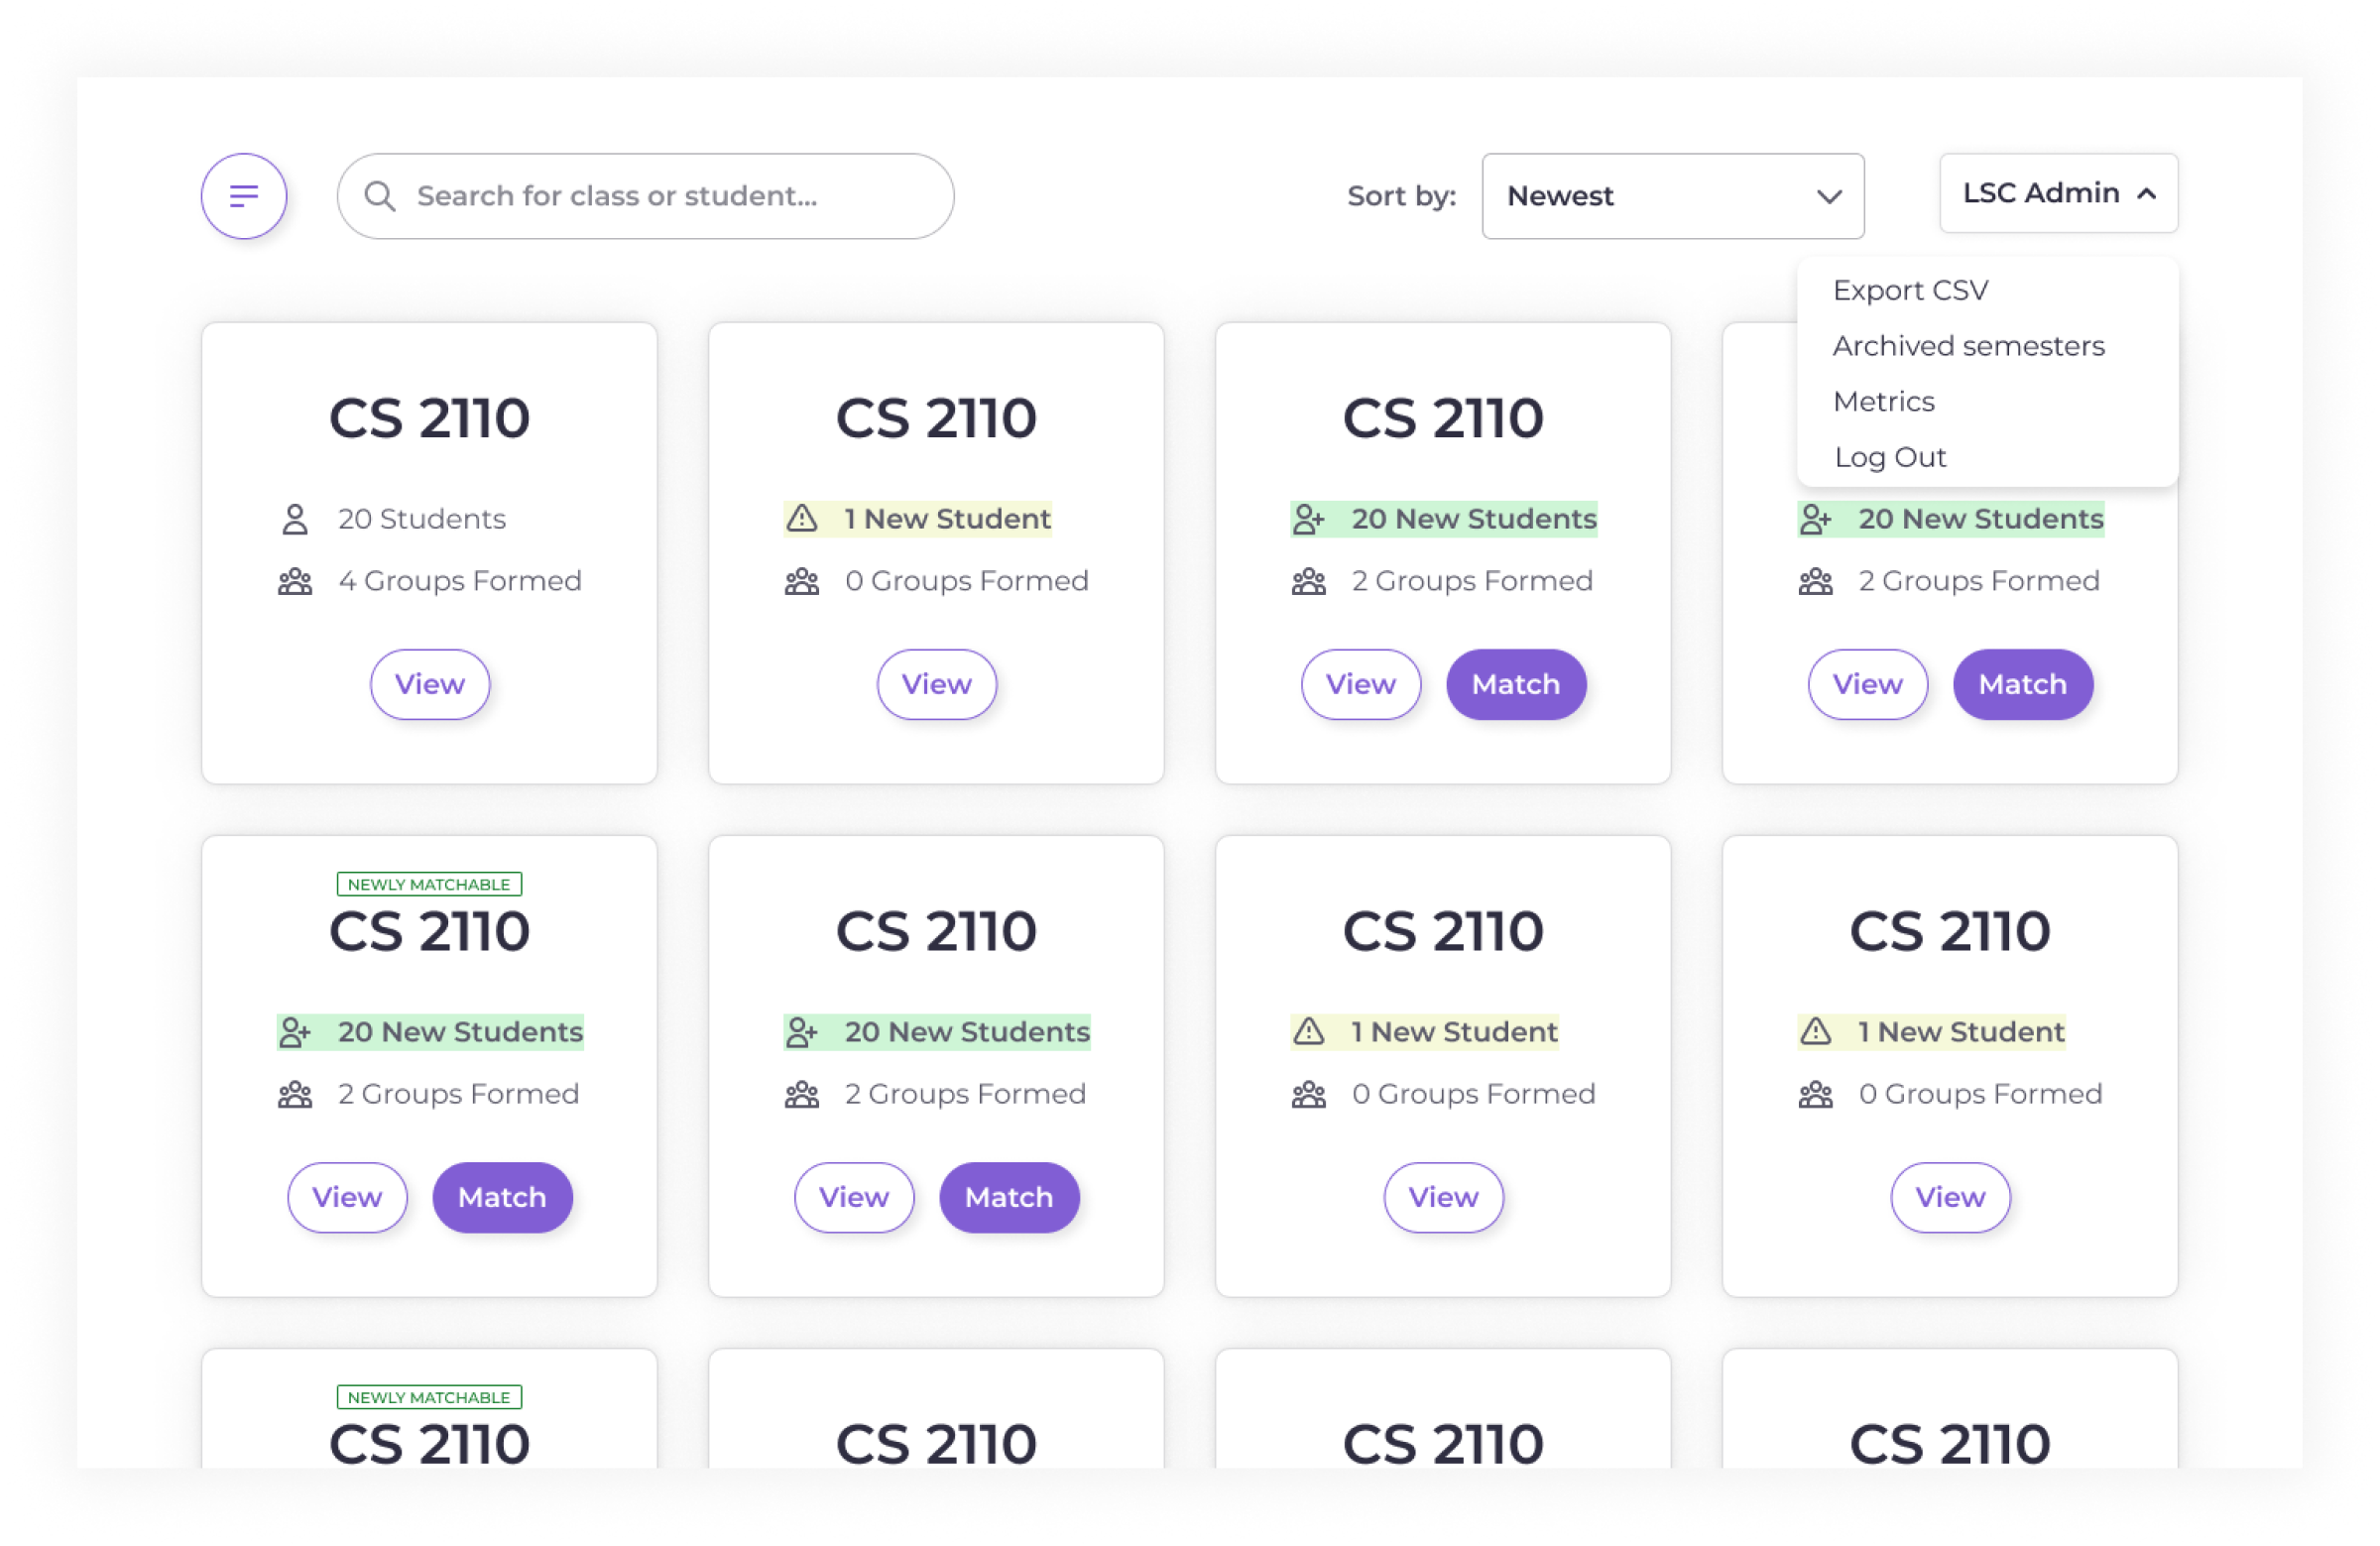 Search for class or student...
Sort by:
Newest
LSC Admin
Export CSV
Archived semesters
Metrics
Log Out
CS 2110
20 Students
4 Groups Formed
View
CS 2110
1 New Student
0 Groups Formed
View
CS 2110
20 New Students
2 Groups Formed
View
Match
20 New Students
2 Groups Formed
View
Match
NEWLY MATCHABLE
CS 2110
20 New Students
2 Groups Formed
View
Match
CS 2110
20 New Students
2 Groups Formed
View
Match
CS 2110
1 New Student
0 Groups Formed
View
CS 2110
1 New Student
0 Groups Formed
View
NEWLY MATCHABLE
CS 2110
CS 2110
CS 2110
CS 2110